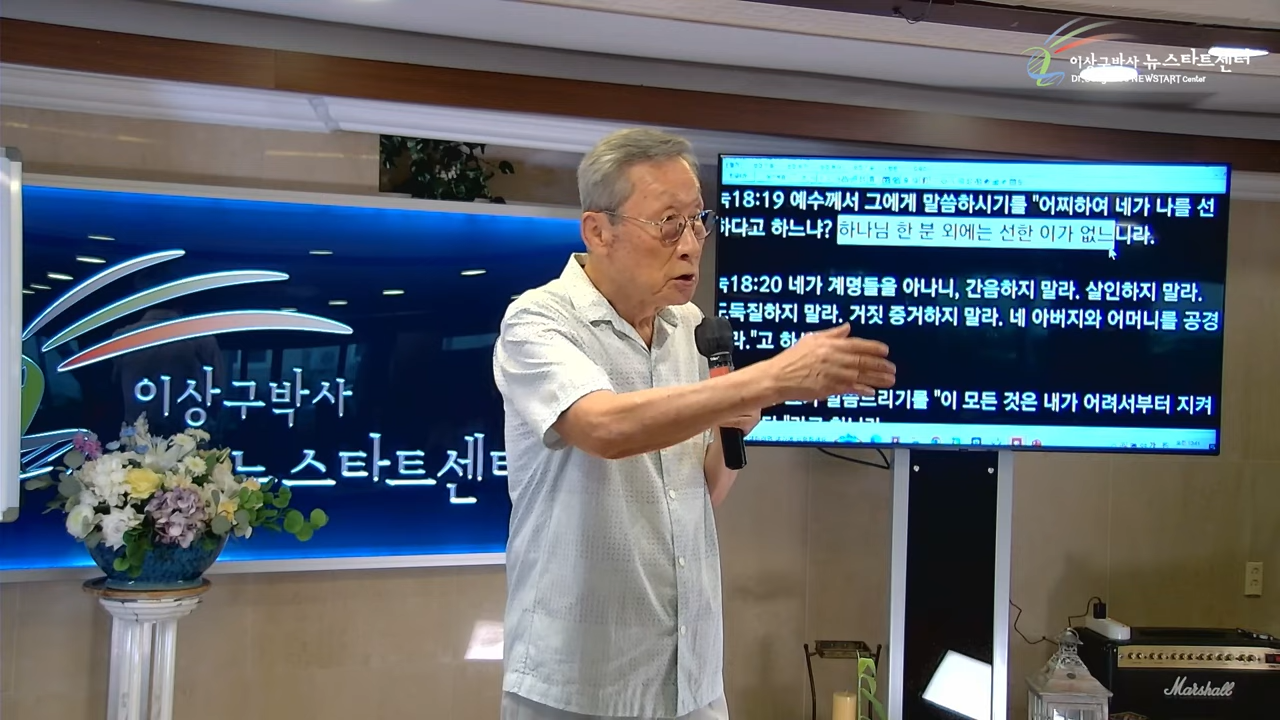 이상구박사 뉴스타트센터
NEWSTART Center
이상구박사
뉴스타트센터
18:19 예수께서 그에게 말씀하시기를 "어찌하여 네가 나를 선
하다고 하느냐? 하나님 한 분 외에는 선한 이가 없느니라.
18:20 네가 계명들을 아나니, 간음하지 말라. 살인하지 말라.
도둑질하지 말라. 거짓 증거하지 말라. 네 아버지와 어머니를 공경
라."고
말씀드리기를 "이 모든 것은 내가 어려서부터 지켜
Marshall